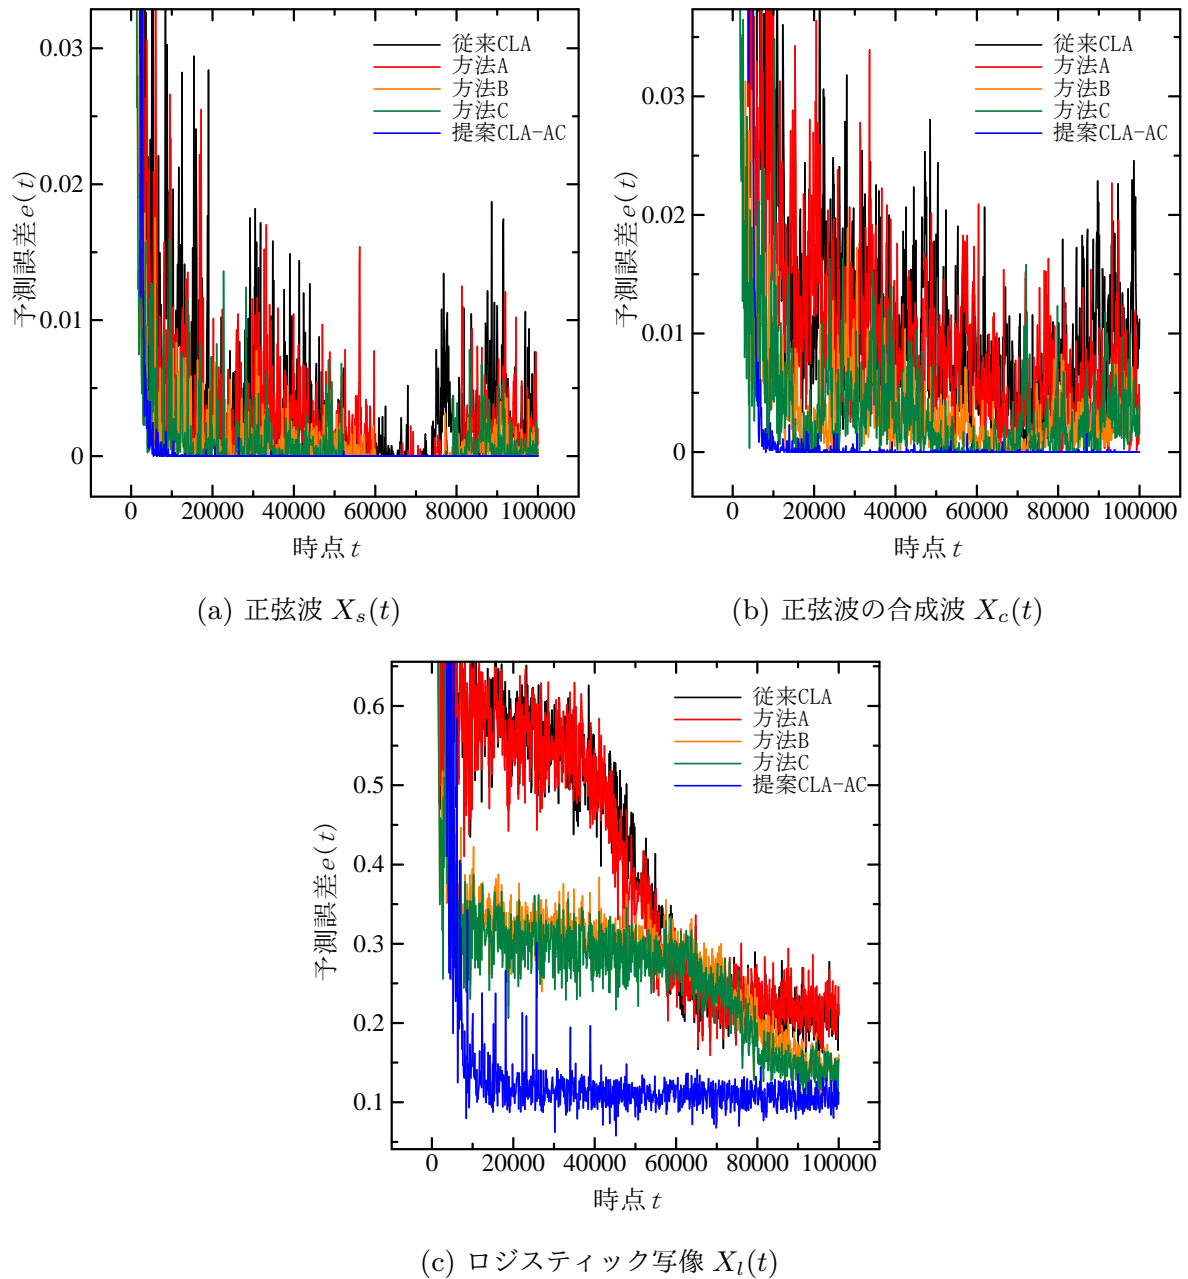 0.03
0.02
0.01
0
予測誤差 e(t)
従来CLA
方法A
方法B
方法C
提案CLA-AC
0 20000 40000 60000 80000 100000
時点 t
(a) 正弦波 X_s(t)
0.03
0.02
0.01
0
予測誤差 e(t)
従来CLA
方法A
方法B
方法C
提案CLA-AC
0 20000 40000 60000 80000 100000
時点 t
(b) 正弦波の合成波 X_c(t)
0.6
0.5
0.4
0.3
0.2
0.1
予測誤差 e(t)
従来CLA
方法A
方法B
方法C
提案CLA-AC
0 20000 40000 60000 80000 100000
時点 t
(c) ロジスティック写像 X_l(t)